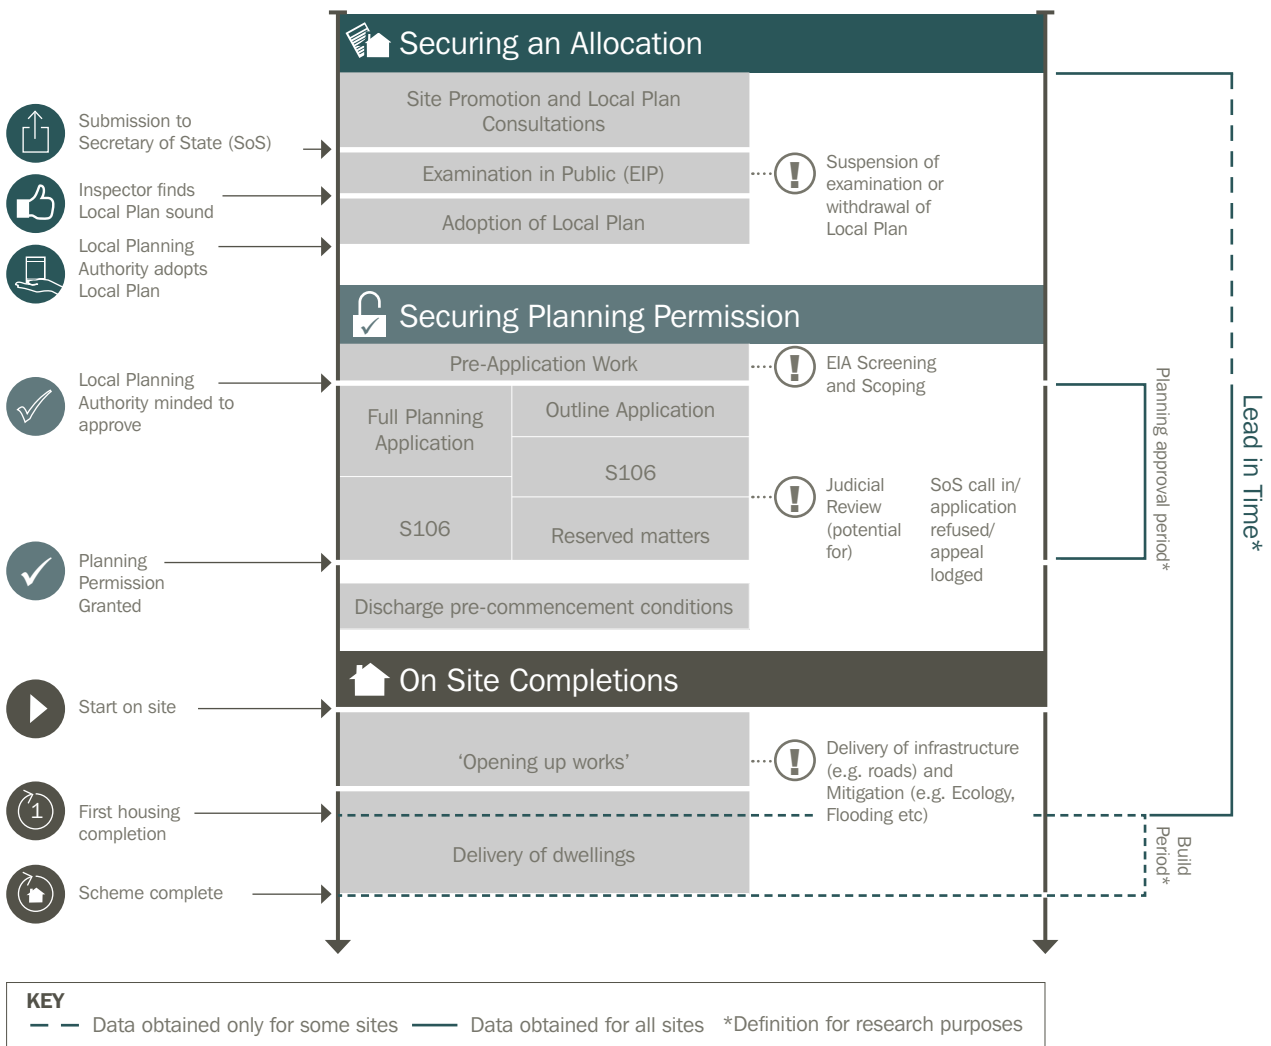 Securing an Allocation
Site Promotion and Local Plan
Consultations
Submission to
Secretary of State (SoS)
Examination in Public (EIP)
Suspension of
examination or
withdrawal of
Local Plan
Inspector finds
Local Plan sound
Adoption of Local Plan
Local Planning
Authority adopts
Local Plan
Securing Planning Permission
Pre-Application Work
EIA Screening
and Scoping
Local Planning
Authority minded to
approve
Full Planning
Application
S106
Outline Application
S106
Reserved matters
Judicial
Review
(potential
for)
SoS call in/
application
refused/
appeal
lodged
Planning approval period*
Lead in Time*
Planning
Permission
Granted
Discharge pre-commencement conditions
On Site Completions
Start on site
‘Opening up works’
Delivery of infrastructure
(e.g. roads) and
Mitigation (e.g. Ecology,
Flooding etc)
1
First housing
completion
Delivery of dwellings
Build
Period*
Scheme complete
KEY
Data obtained only for some sites
Data obtained for all sites
*Definition for research purposes